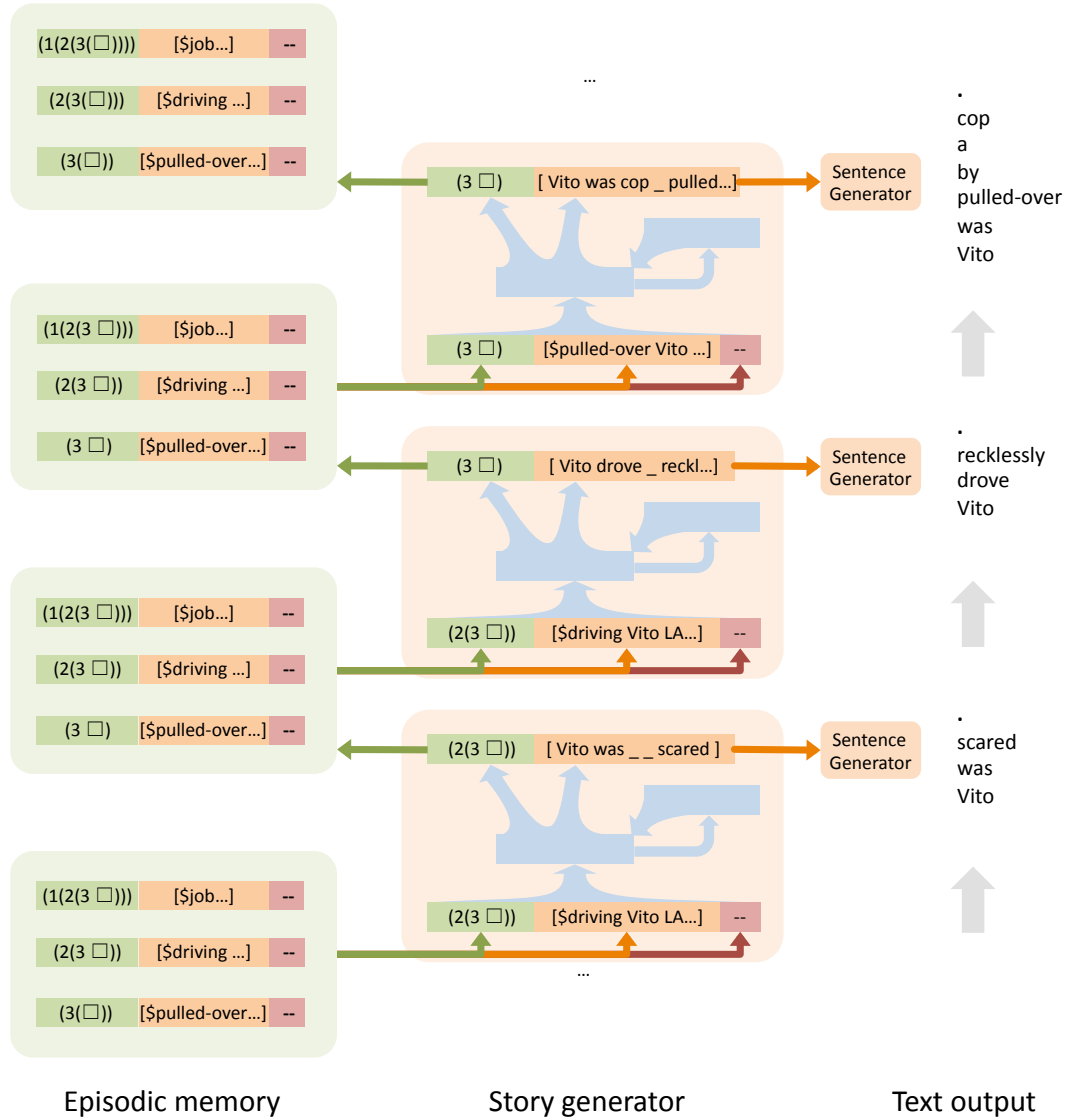 (1(2(3(□))))
[$job...]
--
(2(3(□)))
[$driving ...]
--
(3(□))
[$pulled-over...]
--
...
(3 □)
[ Vito was cop _ pulled...]
Sentence
Generator
.
cop
a
by
pulled-over
was
Vito
(1(2(3 □)))
[$job...]
--
(2(3 □))
[$driving ...]
--
(3 □)
[$pulled-over...]
--
(3 □)
[$pulled-over Vito ...]
--
(3 □)
[ Vito drove _ reckl...]
Sentence
Generator
.
recklessly
drove
Vito
(1(2(3 □)))
[$job...]
--
(2(3 □))
[$driving ...]
--
(3 □)
[$pulled-over...]
--
(2(3 □))
[$driving Vito LA...]
--
(2(3 □))
[ Vito was _ _ scared ]
Sentence
Generator
.
scared
was
Vito
(1(2(3 □)))
[$job...]
--
(2(3 □))
[$driving ...]
--
(3(□))
[$pulled-over...]
--
(2(3 □))
[$driving Vito LA...]
--
...
Episodic memory
Story generator
Text output